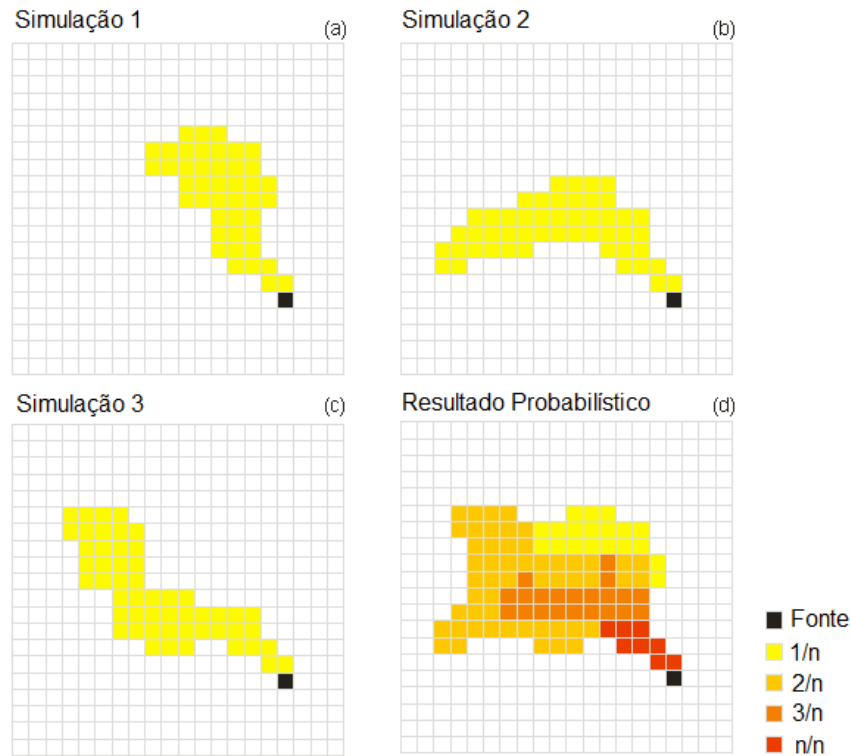 Simulação 1 (a)
Simulação 2 (b)
Simulação 3 (c)
Resultado Probabilístico (d)
Fonte
1/n
2/n
3/n
n/n